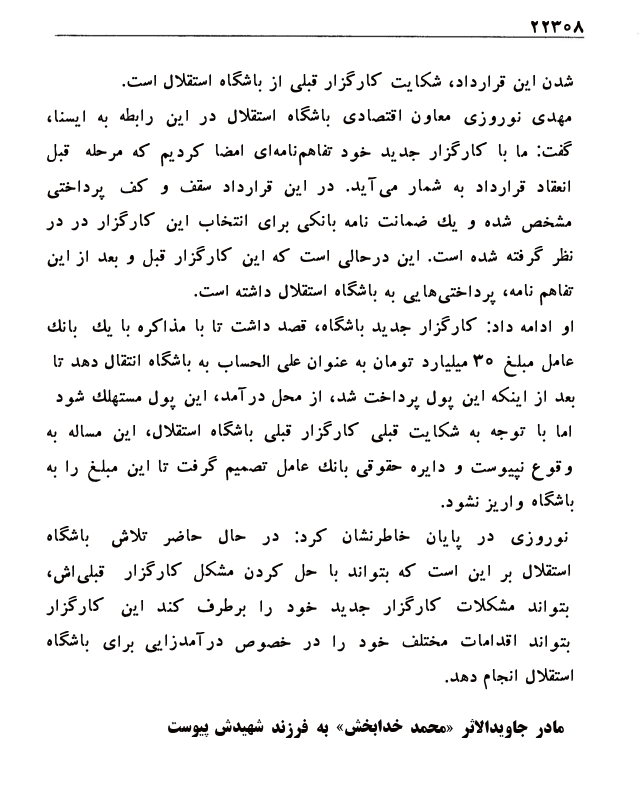 ۲۲۳۰۸
شدن این قرارداد، شکایت کارگزار قبلی از باشگاه استقلال است.
مهدی نوروزی معاون اقتصادی باشگاه استقلال در این رابطه به ایسنا،
گفت: ما با کارگزار جدید خود تفاهم‌نامه‌ای امضا کردیم که مرحله قبل
انعقاد قرارداد به شمار می‌آید. در این قرارداد سقف و کف پرداختی
مشخص شده و یك ضمانت نامه بانکی برای انتخاب این کارگزار در در
نظر گرفته شده است. این درحالی است که این کارگزار قبل و بعد از این
تفاهم نامه، پرداختی‌هایی به باشگاه استقلال داشته است.
او ادامه داد: کارگزار جدید باشگاه، قصد داشت تا با مذاکره با یك بانك
عامل مبلغ ۳۰ میلیارد تومان به عنوان علی الحساب به باشگاه انتقال دهد تا
بعد از اینکه این پول پرداخت شد، از محل درآمد، این پول مستهلك شود
اما با توجه به شکایت قبلی کارگزار قبلی باشگاه استقلال، این مساله به
وقوع نپیوست و دایره حقوقی بانك عامل تصمیم گرفت تا این مبلغ را به
باشگاه واریز نشود.
نوروزی در پایان خاطرنشان کرد: در حال حاضر تلاش باشگاه
استقلال بر این است که بتواند با حل کردن مشکل کارگزار قبلی‌اش،
بتواند مشکلات کارگزار جدید خود را برطرف کند این کارگزار
بتواند اقدامات مختلف خود را در خصوص درآمدزایی برای باشگاه
استقلال انجام دهد.
مادر جاویدالاثر «محمد خدابخش» به فرزند شهیدش پیوست